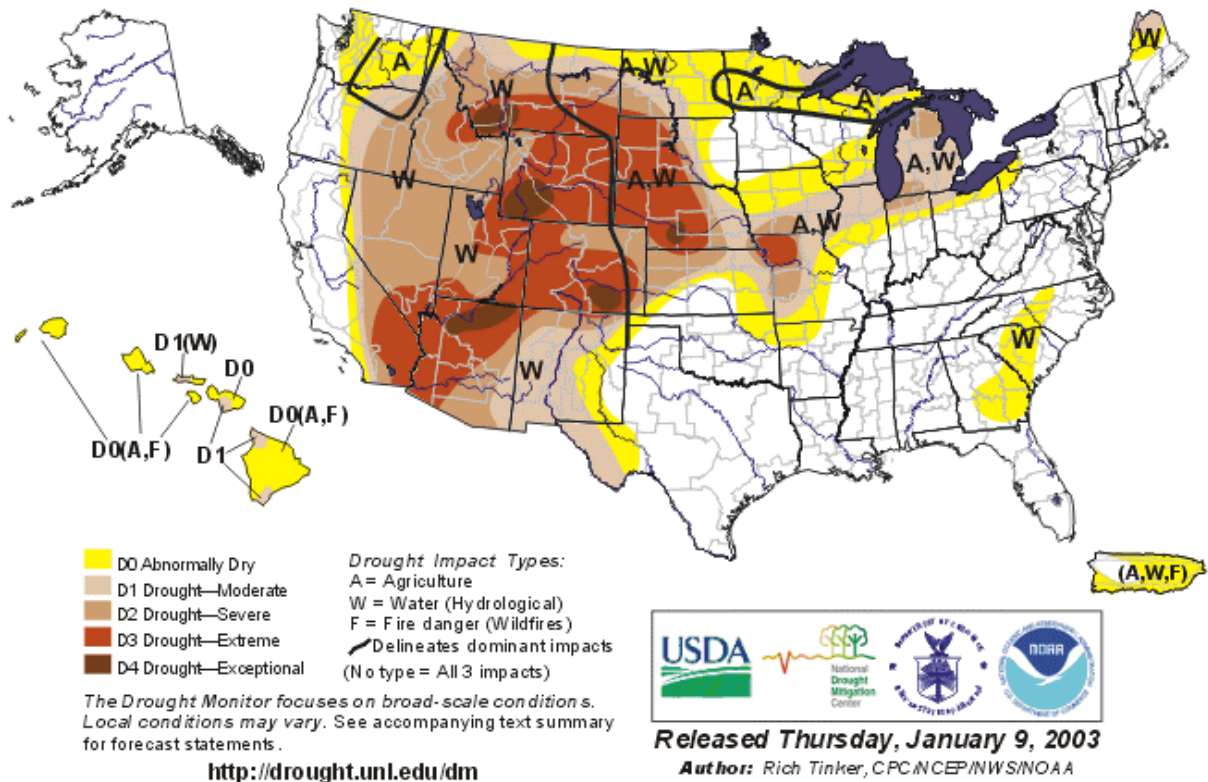 A
W
A,W
A
A
W
W
A,W
A,W
W
A,W
W
W
W
D1(W)
D0
D0(A,F)
D0(A,F)
D1
(A,W,F)
D0 Abnormally Dry
D1 Drought—Moderate
D2 Drought—Severe
D3 Drought—Extreme
D4 Drought—Exceptional
Drought Impact Types:
A = Agriculture
W = Water (Hydrological)
F = Fire danger (Wildfires)
Delineates dominant impacts
(No type = All 3 impacts)
The Drought Monitor focuses on broad-scale conditions.
Local conditions may vary. See accompanying text summary
for forecast statements.
http://drought.unl.edu/dm
USDA
National
Drought
Mitigation
Center
NOAA
Released Thursday, January 9, 2003
Author: Rich Tinker, CPC/NCEP/NWS/NOAA